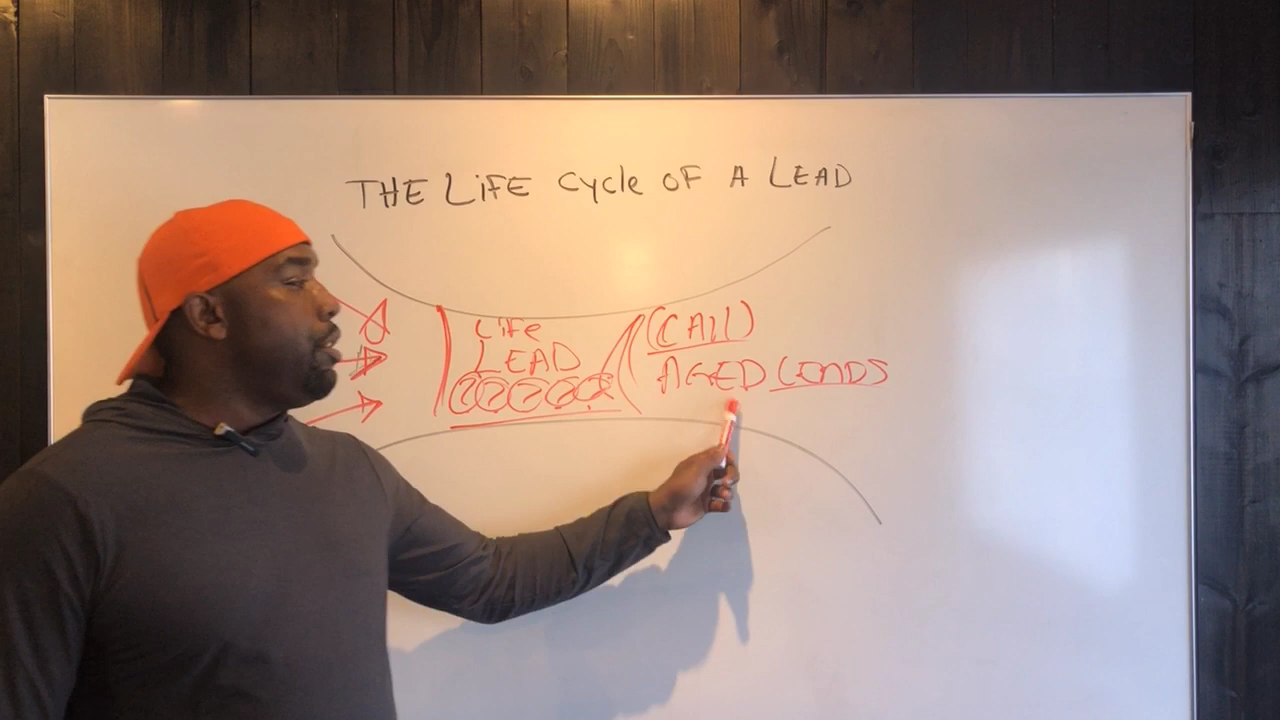 THE LiFE Cycle OF A LEAD
Life
LEAD
(CAll)
AGED LEADS